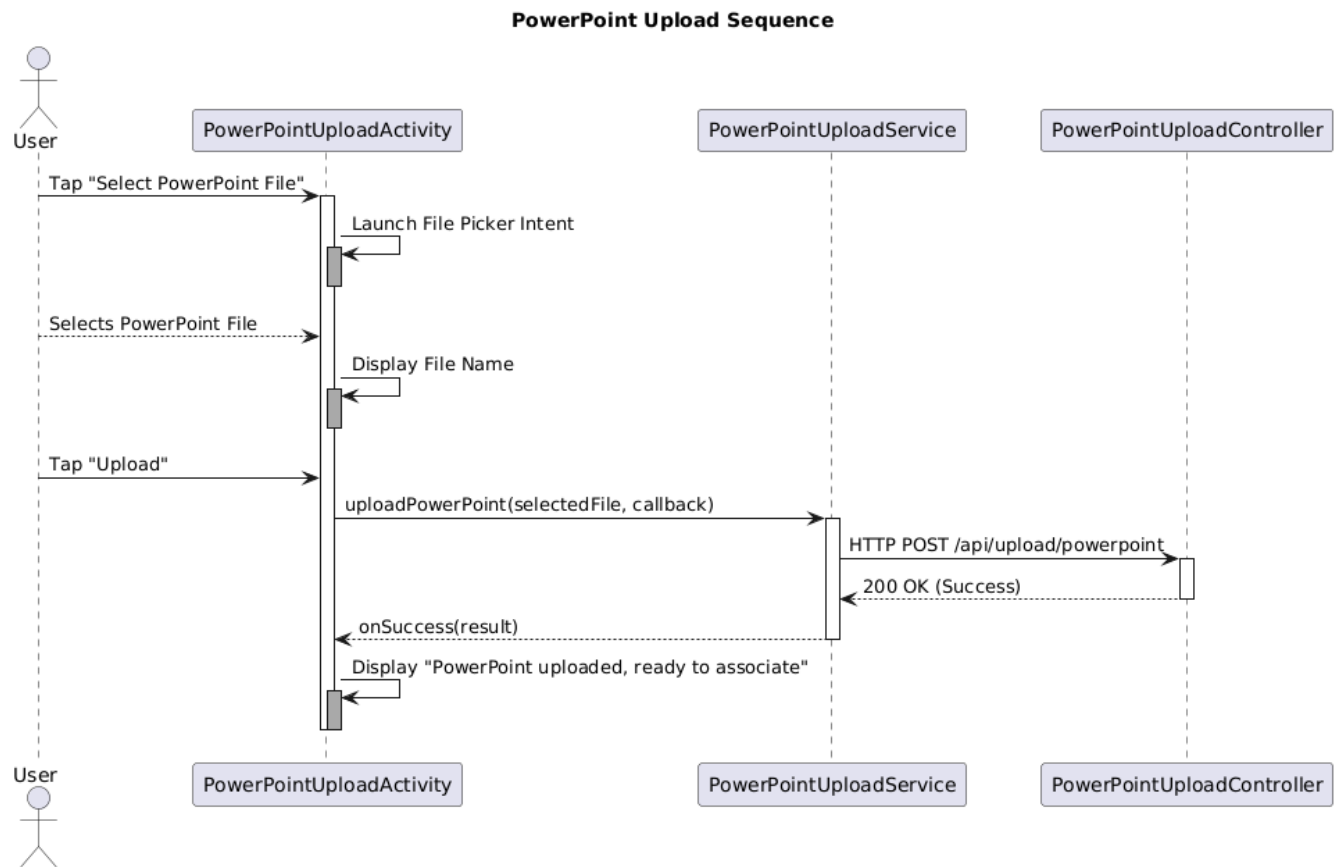 PowerPoint Upload Sequence
User
PowerPointUploadActivity
PowerPointUploadService
PowerPointUploadController
Tap "Select PowerPoint File"
Launch File Picker Intent
Selects PowerPoint File
Display File Name
Tap "Upload"
uploadPowerPoint(selectedFile, callback)
HTTP POST /api/upload/powerpoint
200 OK (Success)
onSuccess(result)
Display "PowerPoint uploaded, ready to associate"
User
PowerPointUploadActivity
PowerPointUploadService
PowerPointUploadController